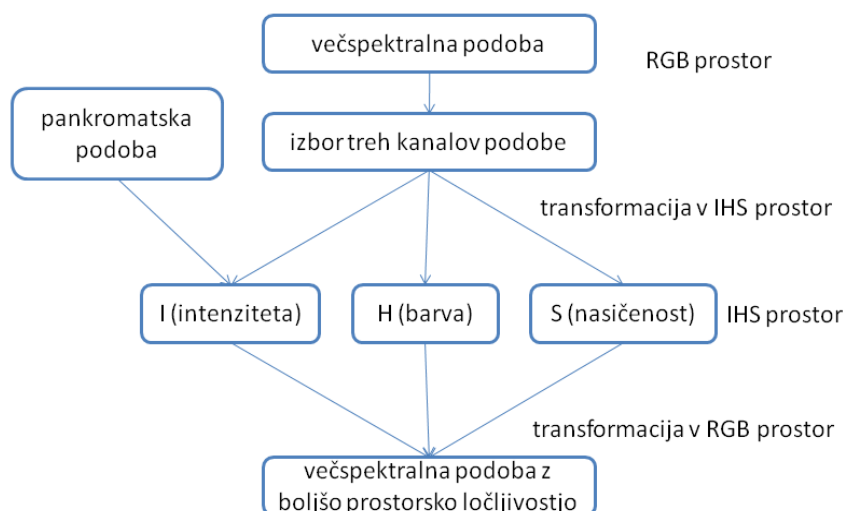 večspektralna podoba
RGB prostor
pankromatska
podoba
izbor treh kanalov podobe
transformacija v IHS prostor
I (intenziteta)
H (barva)
S (nasičenost)
IHS prostor
transformacija v RGB prostor
večspektralna podoba z
boljšo prostorsko ločljivostjo